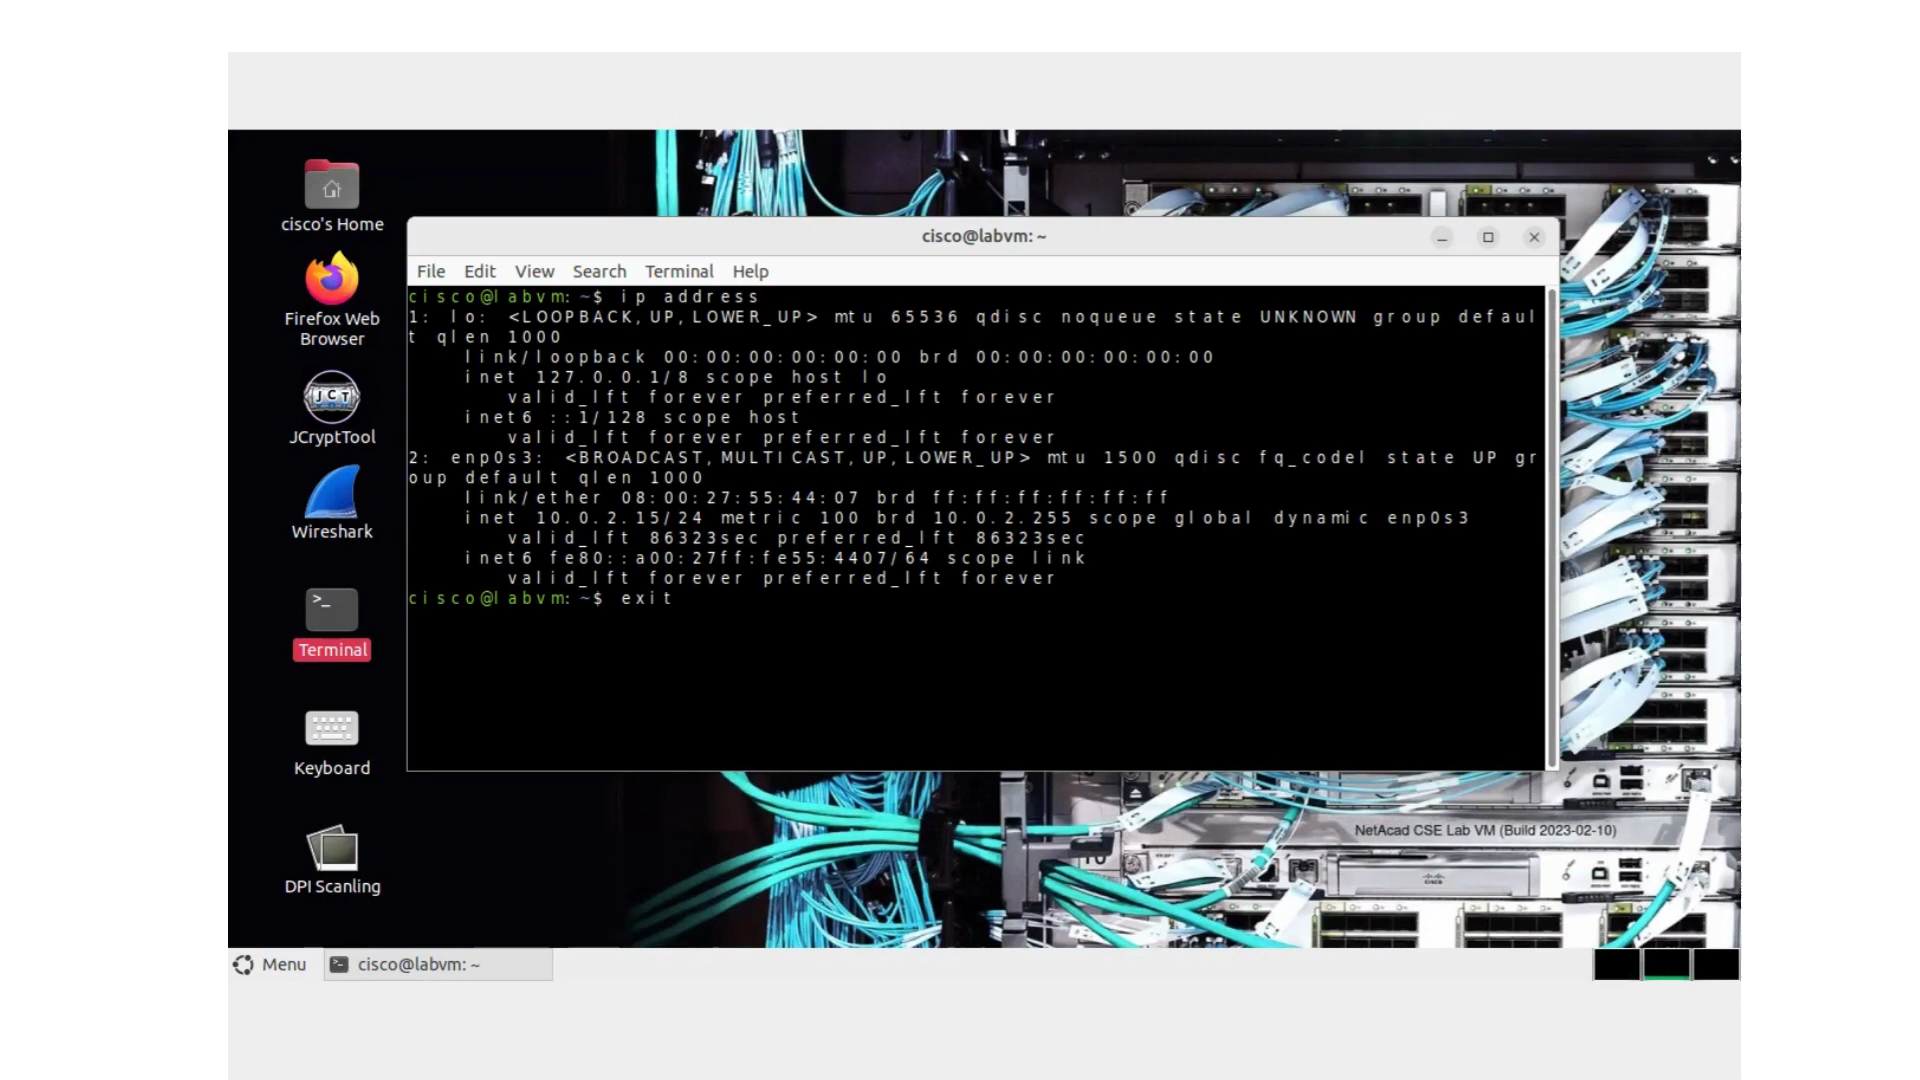 cisco's Home
Firefox Web
Browser
JCT
JCryptTool
Wireshark
>_
Terminal
Keyboard
DPI Scanling
cisco@labvm: ~
File Edit View Search Terminal Help
cisco@labvm:~$ ip address
1: lo: <LOOPBACK,UP,LOWER_UP> mtu 65536 qdisc noqueue state UNKNOWN group defaul
t qlen 1000
link/loopback 00:00:00:00:00:00 brd 00:00:00:00:00:00
inet 127.0.0.1/8 scope host lo
valid_lft forever preferred_lft forever
inet6 ::1/128 scope host
valid_lft forever preferred_lft forever
2: enp0s3: <BROADCAST,MULTICAST,UP,LOWER_UP> mtu 1500 qdisc fq_codel state UP gr
oup default qlen 1000
link/ether 08:00:27:55:44:07 brd ff:ff:ff:ff:ff:ff
inet 10.0.2.15/24 metric 100 brd 10.0.2.255 scope global dynamic enp0s3
valid_lft 86323sec preferred_lft 86323sec
inet6 fe80::a00:27ff:fe55:4407/64 scope link
valid_lft forever preferred_lft forever
cisco@labvm:~$ exit
NetAcad CSE Lab VM (Build 2023-02-10)
CISCO
Menu
cisco@labvm: ~